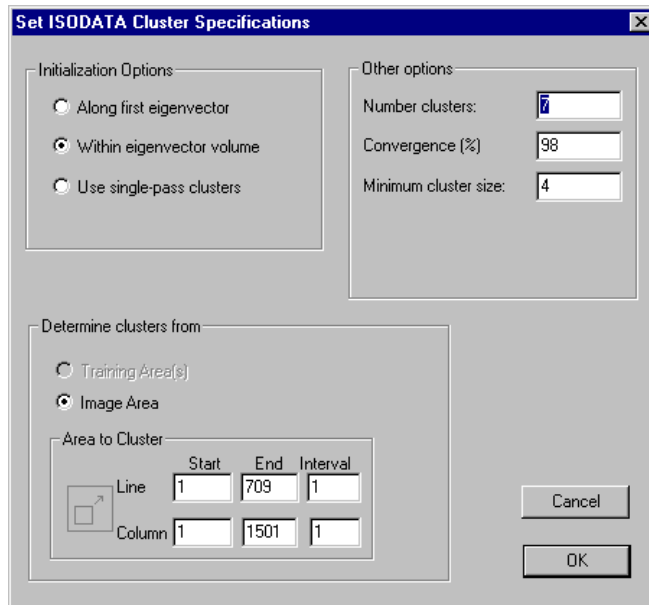 Set ISODATA Cluster Specifications
Initialization Options
Along first eigenvector
Within eigenvector volume
Use single-pass clusters
Other options
Number clusters: 7
Convergence (%) 98
Minimum cluster size: 4
Determine clusters from
Training Area(s)
Image Area
Area to Cluster
Start End Interval
Line 1 709 1
Column 1 1501 1
Cancel
OK